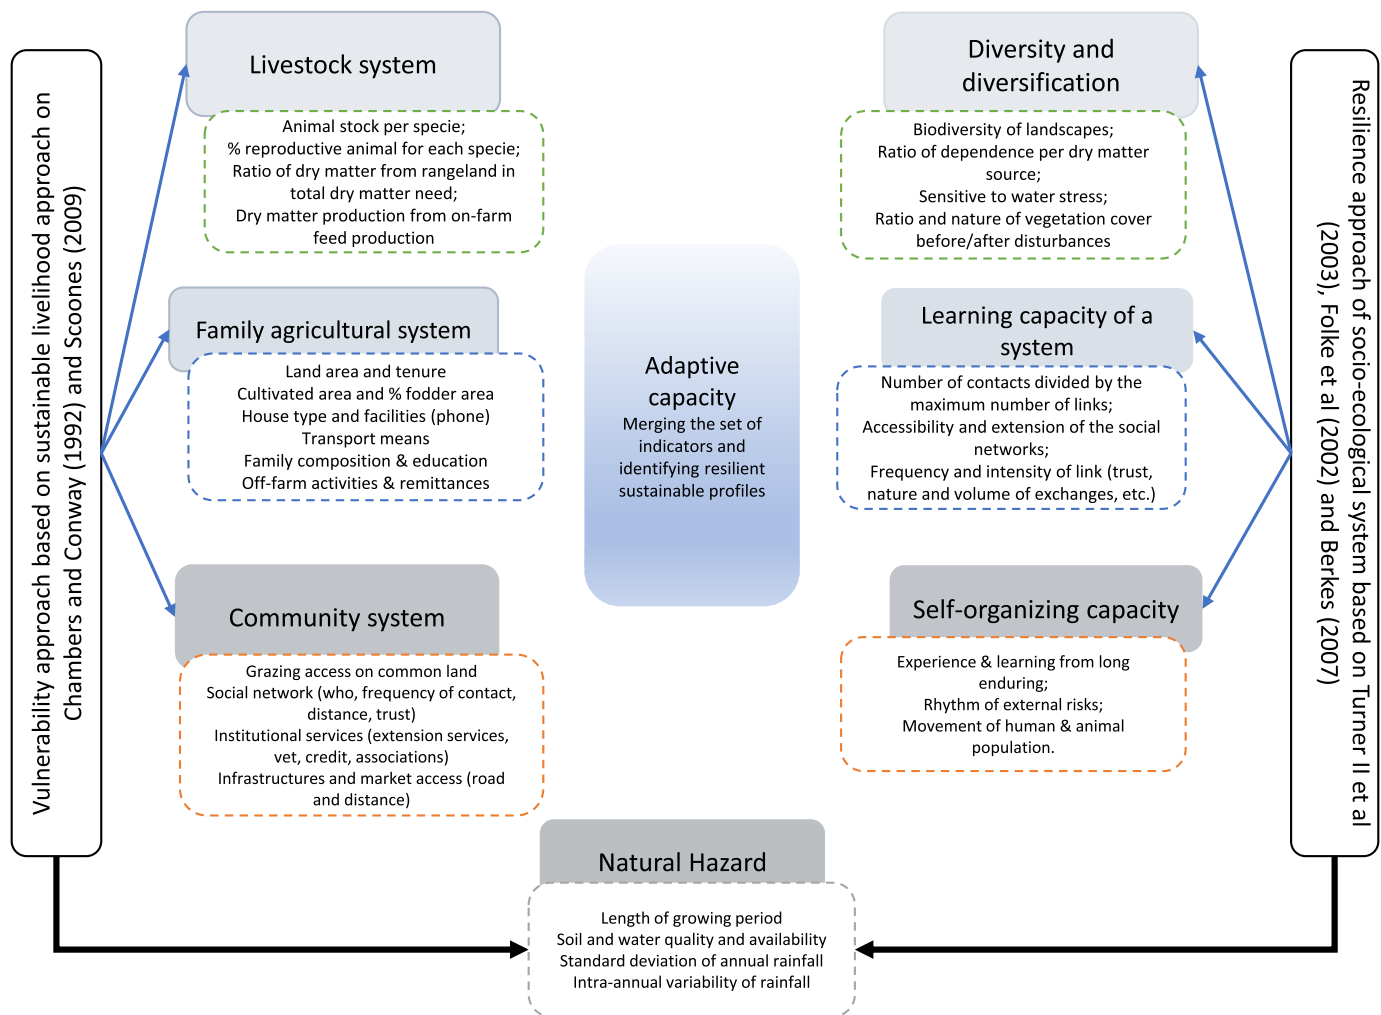 Vulnerability approach based on sustainable livelihood approach on
Chambers and Conway (1992) and Scoones (2009)
Livestock system
Animal stock per specie;
% reproductive animal for each specie;
Ratio of dry matter from rangeland in
total dry matter need;
Dry matter production from on-farm
feed production
Family agricultural system
Land area and tenure
Cultivated area and % fodder area
House type and facilities (phone)
Transport means
Family composition & education
Off-farm activities & remittances
Community system
Grazing access on common land
Social network (who, frequency of contact,
distance, trust)
Institutional services (extension services,
vet, credit, associations)
Infrastructures and market access (road
and distance)
Adaptive
capacity
Merging the set of
indicators and
identifying resilient
sustainable profiles
Diversity and
diversification
Biodiversity of landscapes;
Ratio of dependence per dry matter
source;
Sensitive to water stress;
Ratio and nature of vegetation cover
before/after disturbances
Learning capacity of a
system
Number of contacts divided by the
maximum number of links;
Accessibility and extension of the social
networks;
Frequency and intensity of link (trust,
nature and volume of exchanges, etc.)
Self-organizing capacity
Experience & learning from long
enduring;
Rhythm of external risks;
Movement of human & animal
population.
Resilience approach of socio-ecological system based on Turner II et al
(2003), Folke et al (2002) and Berkes (2007)
Natural Hazard
Length of growing period
Soil and water quality and availability
Standard deviation of annual rainfall
Intra-annual variability of rainfall